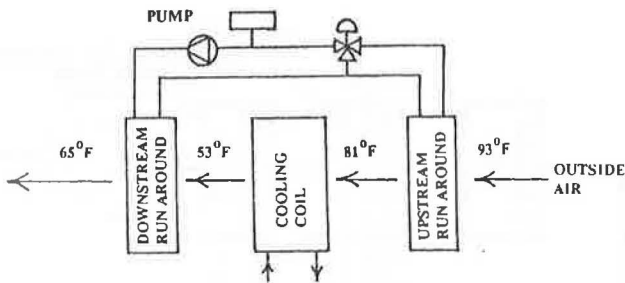 PUMP
65°F
DOWNSTREAM
RUN AROUND
53°F
COOLING
COIL
81°F
UPSTREAM
RUN AROUND
93°F
OUTSIDE
AIR